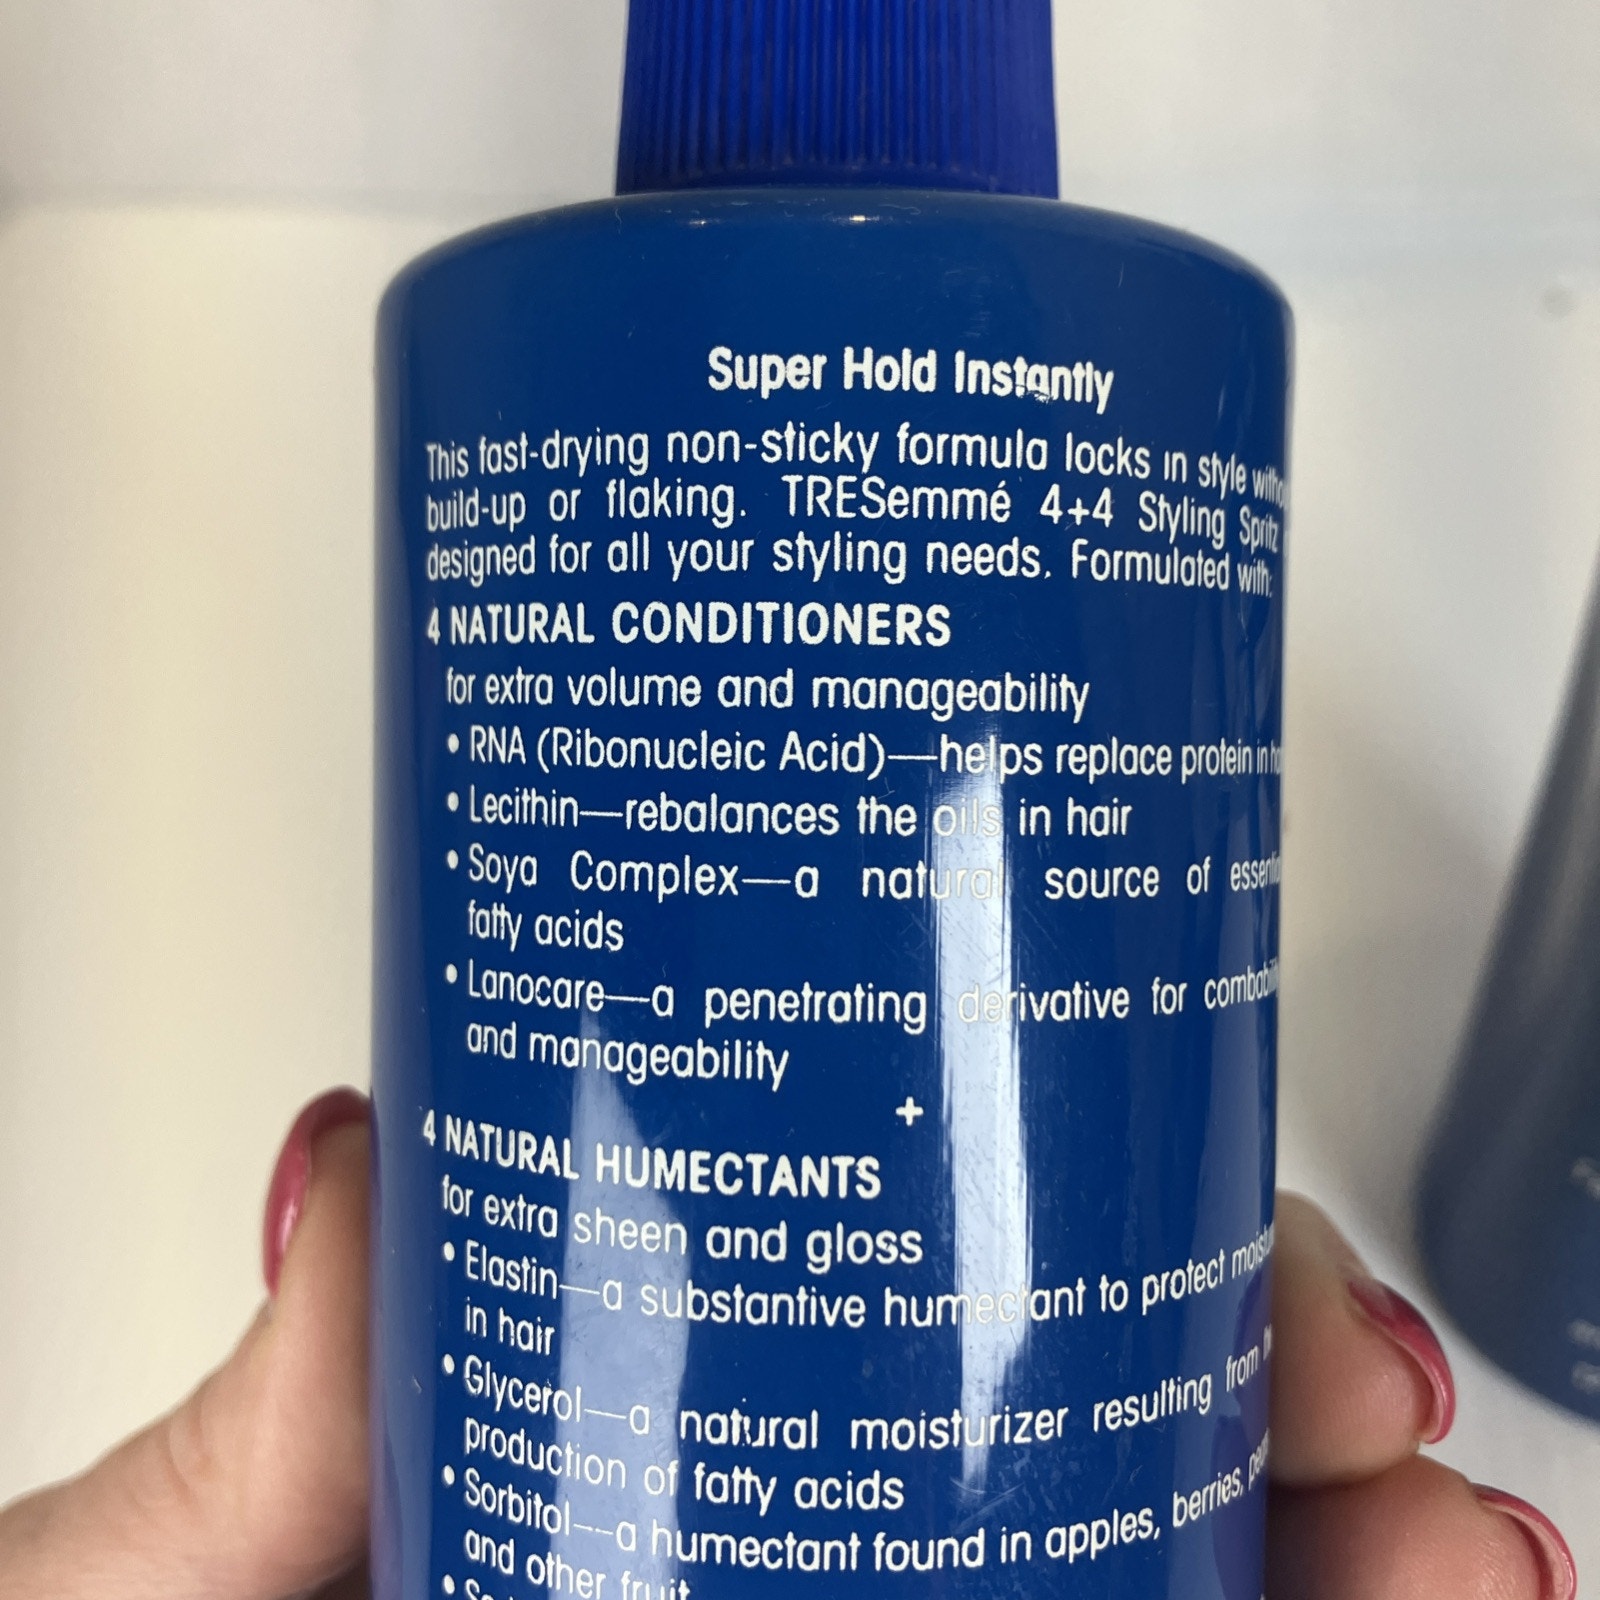 Super Hold Instantly
This fast-drying non-sticky formula locks in style
build-up or flaking. TRESemmé 4+4 Styling Spritz
designed for all your styling needs. Formulated with:
4 NATURAL CONDITIONERS
for extra volume and manageability
• RNA (Ribonucleic Acid)—helps replace protein in
• Lecithin—rebalances the oils in hair
• Soya Complex—a natural source of
fatty acids
• Lanocare—a penetrating derivative for
and manageability
+
4 NATURAL HUMECTANTS
for extra sheen and gloss
• Elastin—a substantive humectant to protect
in hair
• Glycerol—a natural moisturizer resulting from
production of fatty acids
• Sorbitol—a humectant found in apples, berries,
and other fruit